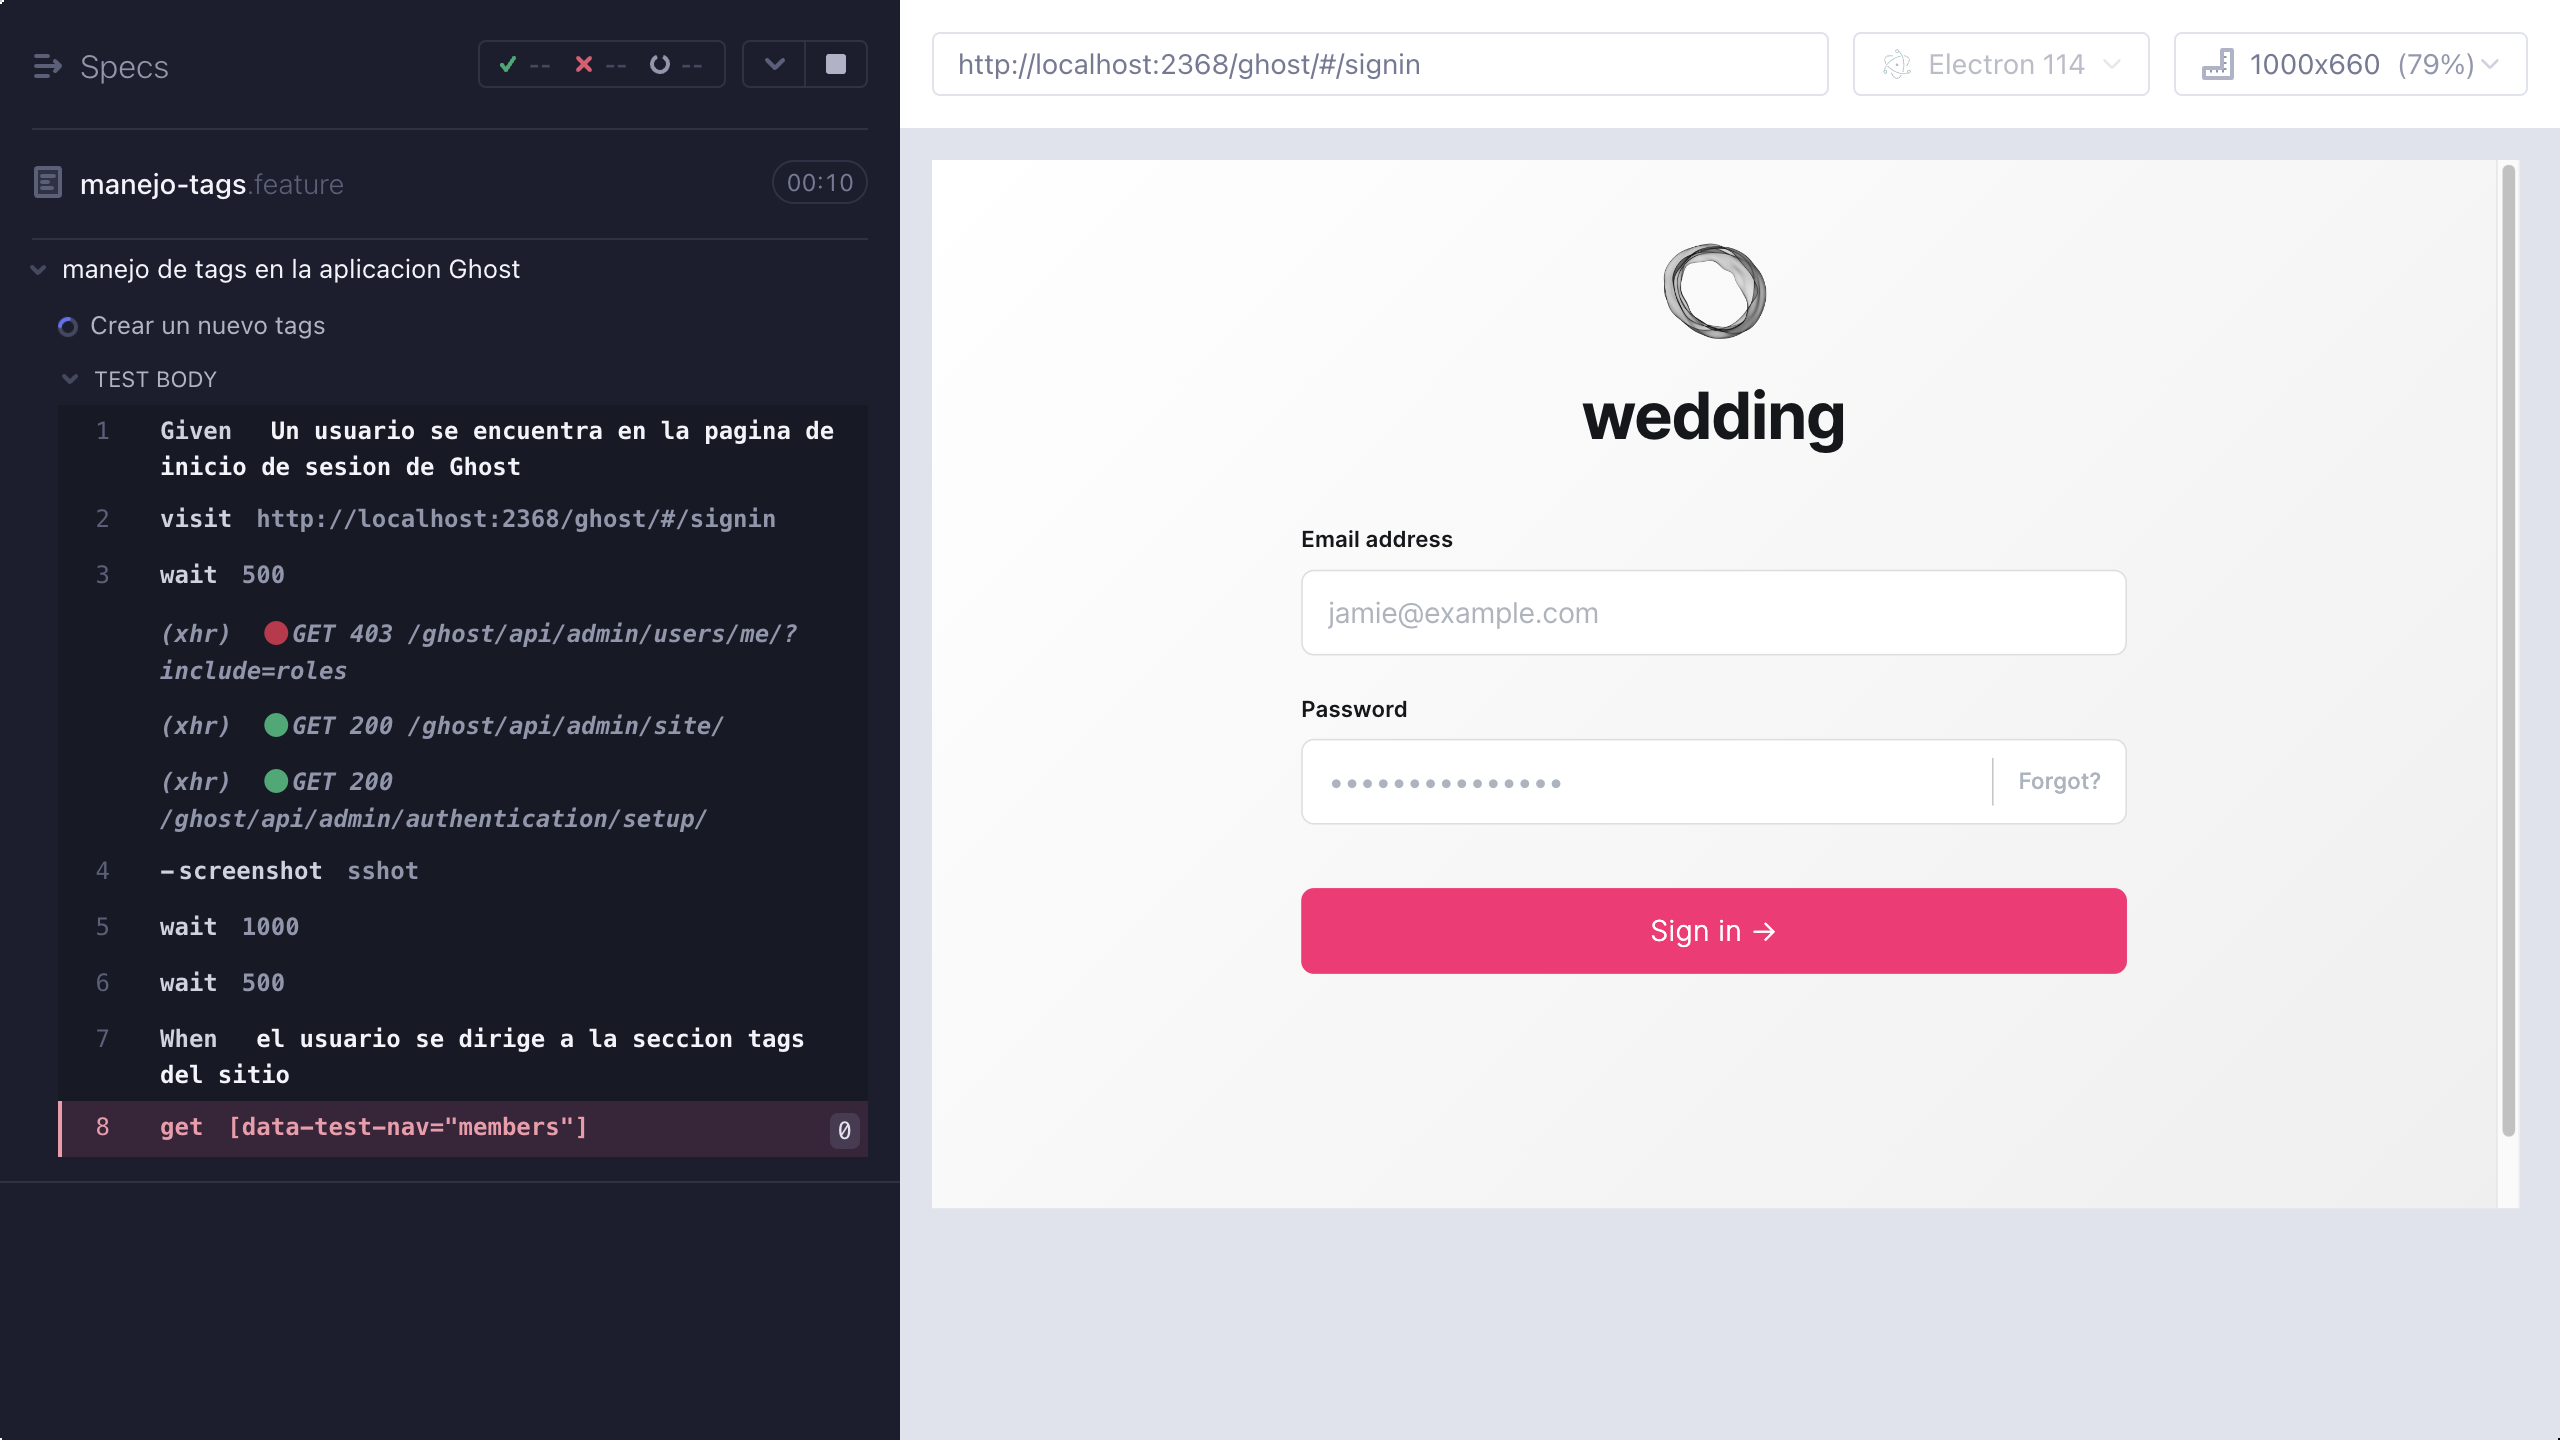 Specs
-- -- --
manejo-tags.feature
00:10
manejo de tags en la aplicacion Ghost
Crear un nuevo tags
TEST BODY
1 Given Un usuario se encuentra en la pagina de
inicio de sesion de Ghost
2 visit http://localhost:2368/ghost/#/signin
3 wait 500
(xhr) GET 403 /ghost/api/admin/users/me/?
include=roles
(xhr) GET 200 /ghost/api/admin/site/
(xhr) GET 200
/ghost/api/admin/authentication/setup/
4 -screenshot sshot
5 wait 1000
6 wait 500
7 When el usuario se dirige a la seccion tags
del sitio
8 get [data-test-nav="members"] 0
http://localhost:2368/ghost/#/signin
Electron 114
1000x660 (79%)
wedding
Email address
jamie@example.com
Password
•••••••••••••••
Forgot?
Sign in →